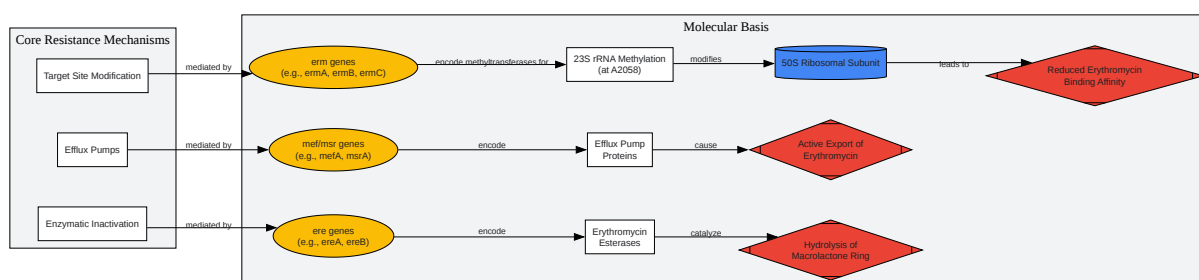 Core Resistance Mechanisms
Molecular Basis
Target Site Modification
mediated by
erm genes
(e.g., ermA, ermB, ermC)
encode methyltransferases for
23S rRNA Methylation
(at A2058)
modifies
50S Ribosomal Subunit
leads to
Reduced Erythromycin
Binding Affinity
Efflux Pumps
mediated by
mef/msr genes
(e.g., mefA, msrA)
encode
Efflux Pump
Proteins
cause
Active Export of
Erythromycin
Enzymatic Inactivation
mediated by
ere genes
(e.g., ereA, ereB)
encode
Erythromycin
Esterases
catalyze
Hydrolysis of
Macrolactone Ring